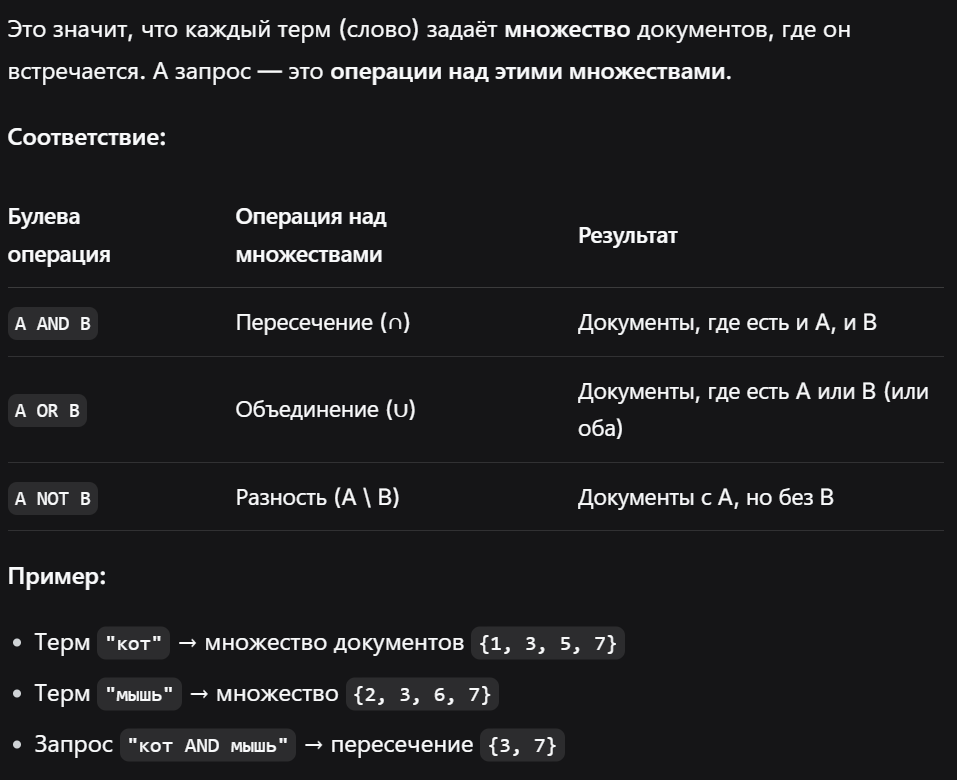 Это значит, что каждый терм (слово) задаёт множество документов, где он
встречается. А запрос — это операции над этими множествами.
Соответствие:
Булева
операция
Операция над
множествами
Результат
A AND B
Пересечение (∩)
Документы, где есть и A, и B
A OR B
Объединение (∪)
Документы, где есть A или B (или
оба)
A NOT B
Разность (A \ B)
Документы с A, но без B
Пример:
• Терм "кот" → множество документов {1, 3, 5, 7}
• Терм "мышь" → множество {2, 3, 6, 7}
• Запрос "кот AND мышь" → пересечение {3, 7}